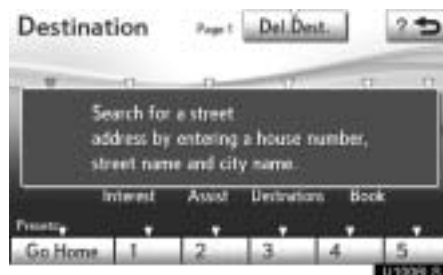 Destination Page 1 Del.Dest. ?
Search for a street
address by entering a house number,
street name and city name.
Interest Assist Destinations Book
Presets
Go Home 1 2 3 4 5